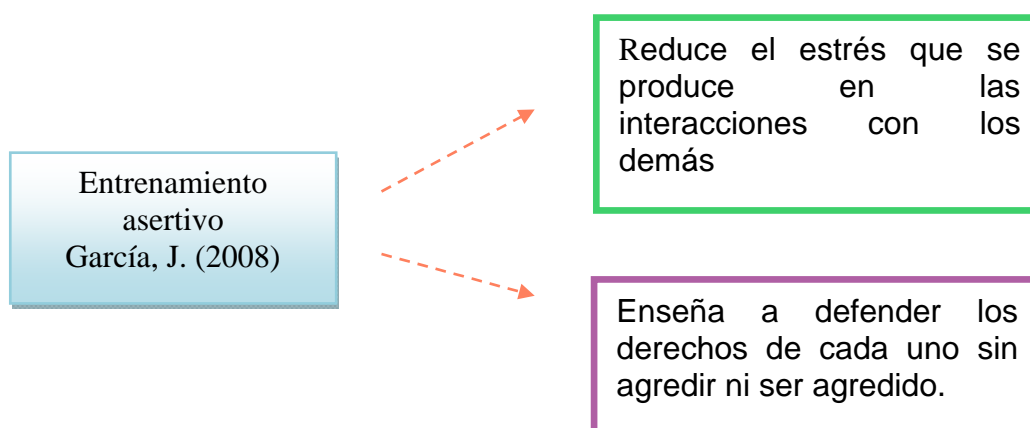 Entrenamiento
asertivo
García, J. (2008)
Reduce el estrés que se
produce en las
interacciones con los
demás
Enseña a defender los
derechos de cada uno sin
agredir ni ser agredido.